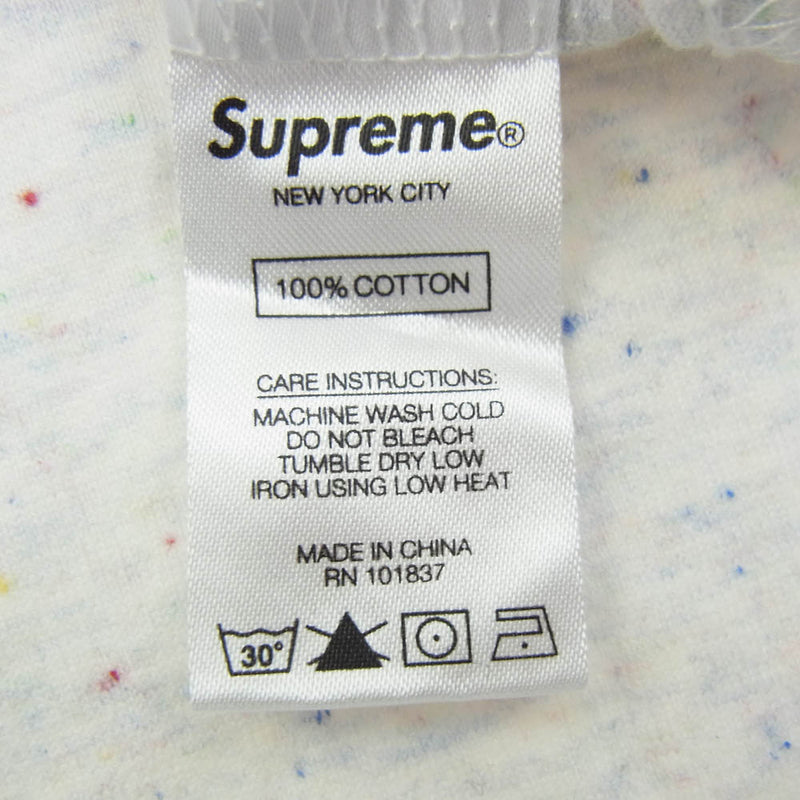 Supreme®
NEW YORK CITY
100% COTTON
CARE INSTRUCTIONS:
MACHINE WASH COLD
DO NOT BLEACH
TUMBLE DRY LOW
IRON USING LOW HEAT
MADE IN CHINA
RN 101837
30°